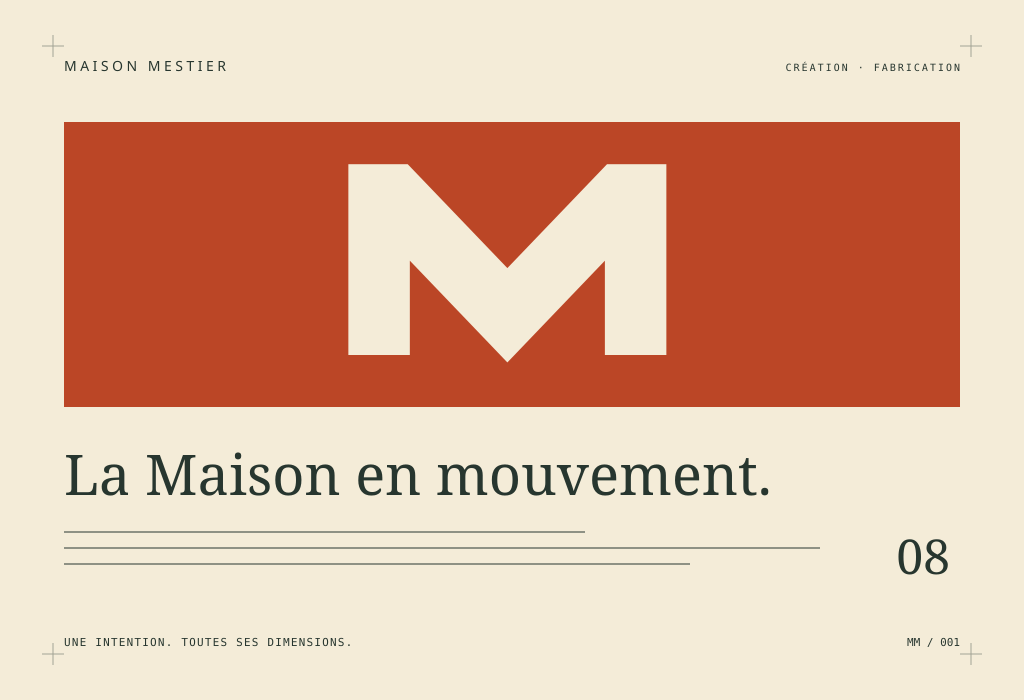 MAISON MESTIER
CRÉATION · FABRICATION
M
La Maison en mouvement.
08
UNE INTENTION. TOUTES SES DIMENSIONS.
MM / 001